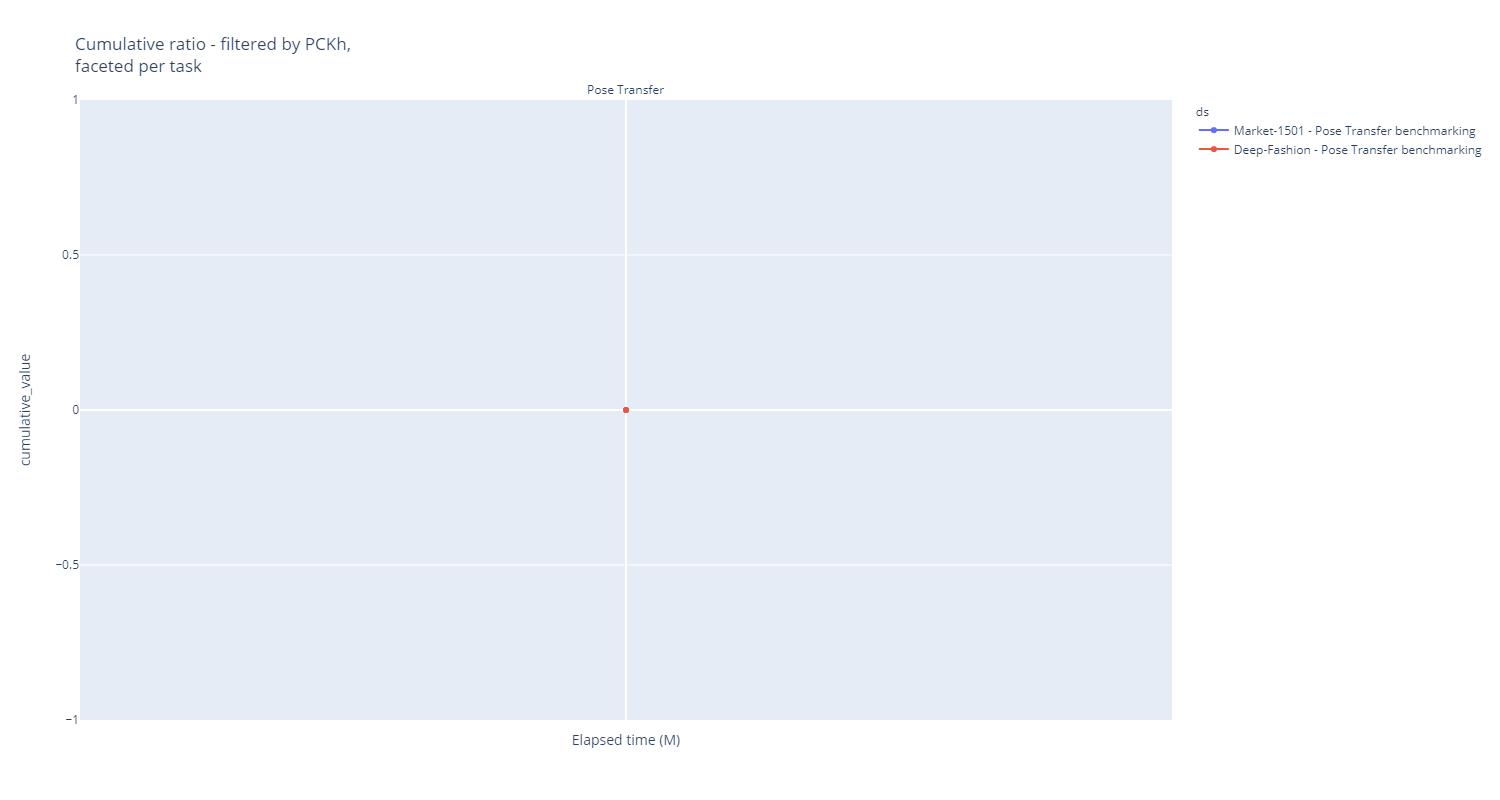 Cumulative ratio - filtered by PCKh,
faceted per task
Pose Transfer
1
0.5
0
−0.5
−1
cumulative_value
Elapsed time (M)
ds
Market-1501 - Pose Transfer benchmarking
Deep-Fashion - Pose Transfer benchmarking